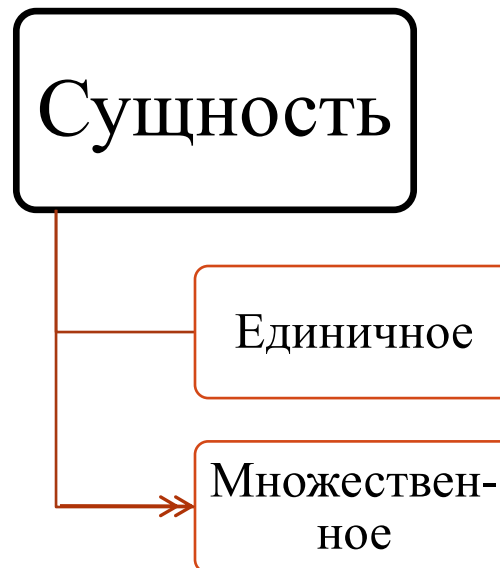 Сущность
Единичное
Множествен-
ное